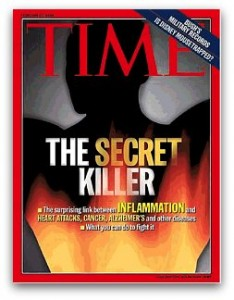 BUSH'S
MILITARY RECORDS
IS DISNEY MOUSETRAPPED?
TIME
THE SECRET
KILLER
■ The surprising link between INFLAMMATION and
HEART ATTACKS, CANCER, ALZHEIMER'S and other diseases
■ What you can do to fight it